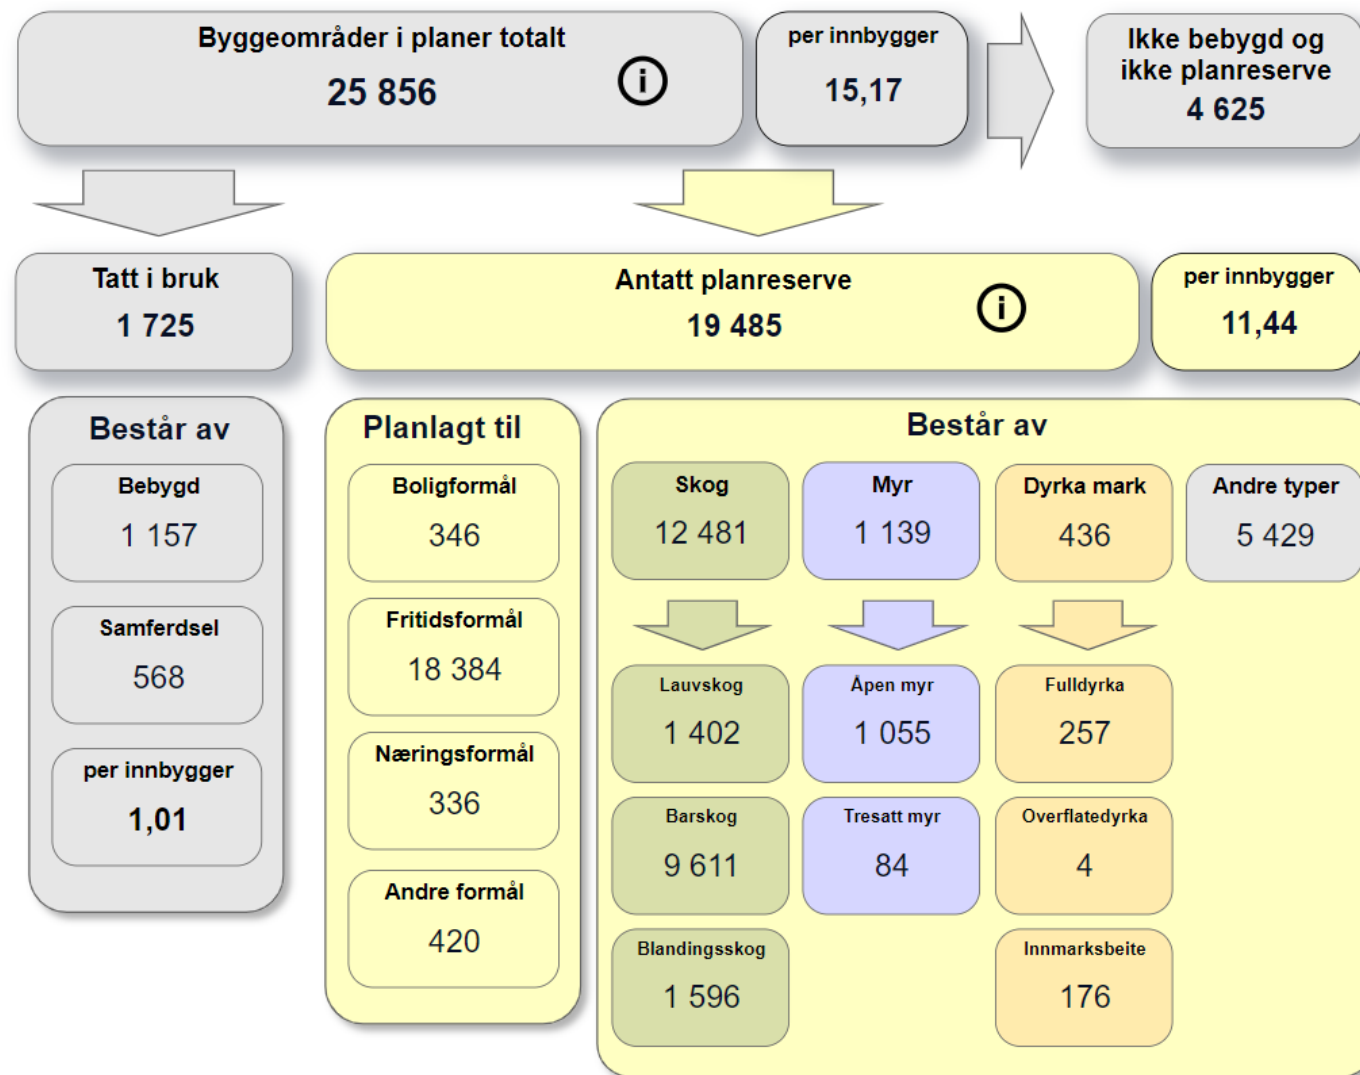 Byggeområder i planer totalt
25 856
i
per innbygger
15,17
Ikke bebygd og
ikke planreserve
4 625
Tatt i bruk
1 725
Antatt planreserve
19 485
i
per innbygger
11,44
Består av
Bebygd
1 157
Samferdsel
568
per innbygger
1,01
Planlagt til
Boligformål
346
Fritidsformål
18 384
Næringsformål
336
Andre formål
420
Består av
Skog
12 481
Myr
1 139
Dyrka mark
436
Andre typer
5 429
Lauvskog
1 402
Åpen myr
1 055
Fulldyrka
257
Barskog
9 611
Tresatt myr
84
Overflatedyrka
4
Blandingsskog
1 596
Innmarksbeite
176